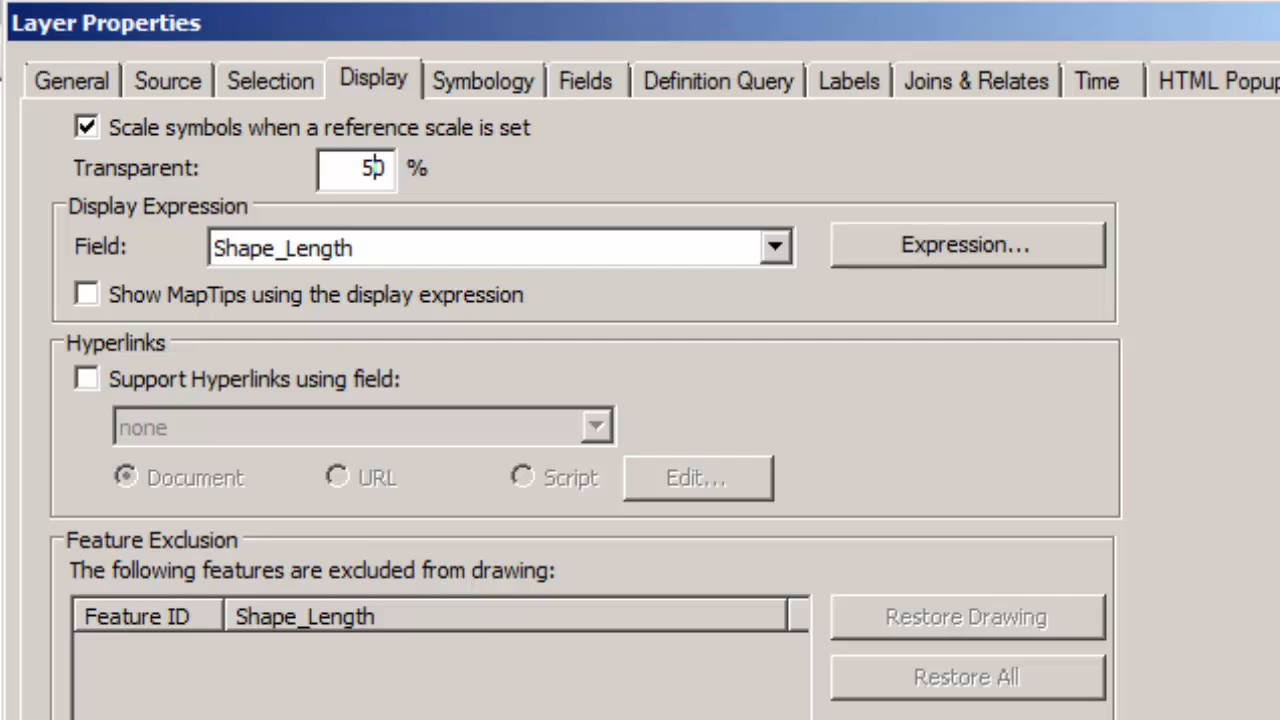 Layer Properties
General Source Selection Display Symbology Fields Definition Query Labels Joins & Relates Time HTML Popup
Scale symbols when a reference scale is set
Transparent: 50 %
Display Expression
Field: Shape_Length Expression...
Show MapTips using the display expression
Hyperlinks
Support Hyperlinks using field:
none
Document URL Script Edit...
Feature Exclusion
The following features are excluded from drawing:
Feature ID Shape_Length Restore Drawing
Restore All